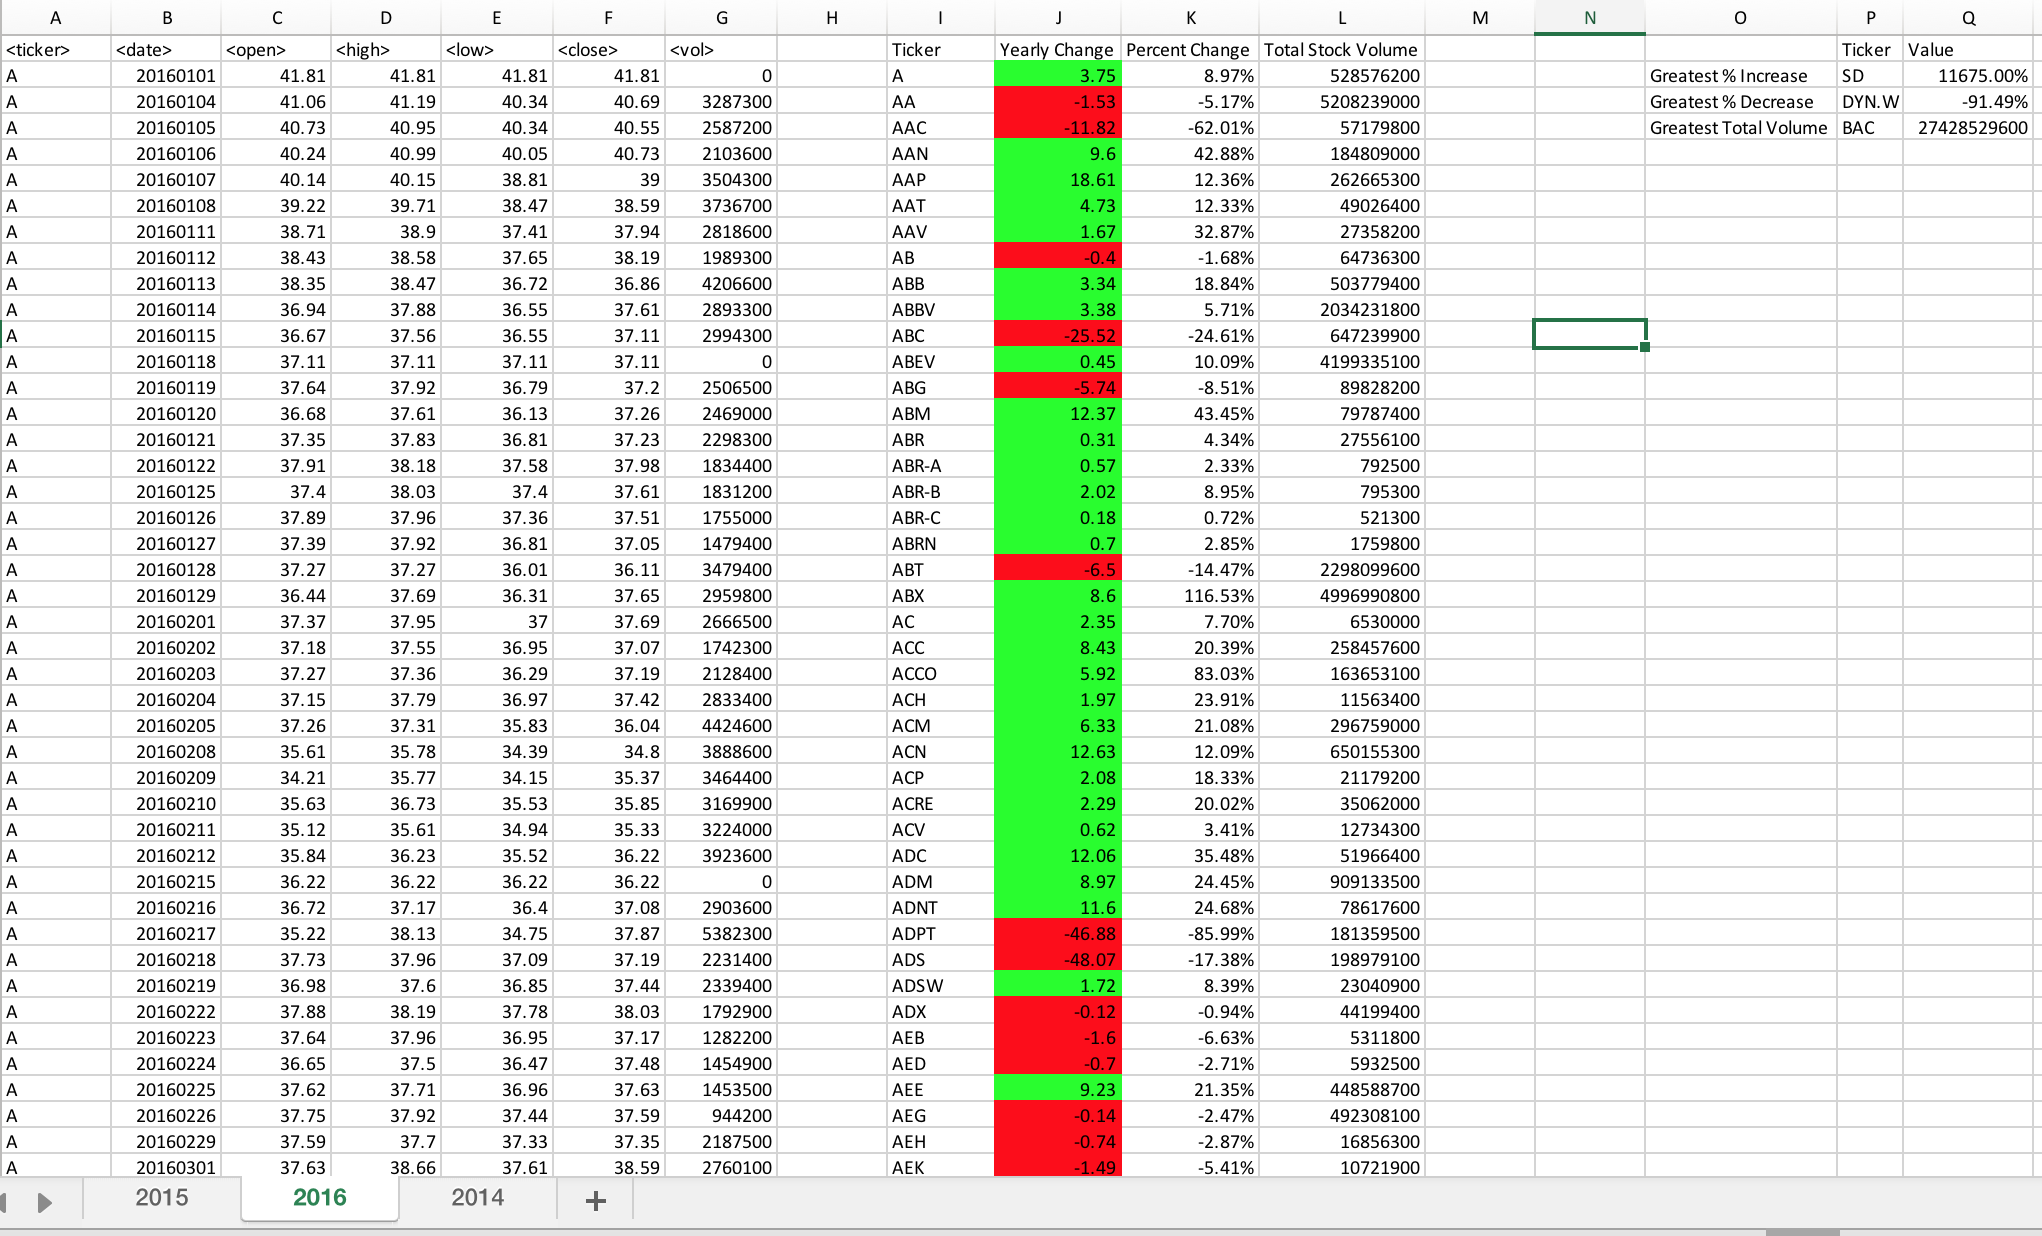 A B C D E F G H I J K L M N O P Q
<ticker> <date> <open> <high> <low> <close> <vol> Ticker Yearly Change Percent Change Total Stock Volume Ticker Value
A 20160101 41.81 41.81 41.81 41.81 0 A 3.75 8.97% 528576200 Greatest % Increase SD 11675.00%
A 20160104 41.06 41.19 40.34 40.69 3287300 AA -1.53 -5.17% 5208239000 Greatest % Decrease DYN.W -91.49%
A 20160105 40.73 40.95 40.34 40.55 2587200 AAC -11.82 -62.01% 57179800 Greatest Total Volume BAC 27428529600
A 20160106 40.24 40.99 40.05 40.73 2103600 AAN 9.6 42.88% 184809000
A 20160107 40.14 40.15 38.81 39 3504300 AAP 18.61 12.36% 262665300
A 20160108 39.22 39.71 38.47 38.59 3736700 AAT 4.73 12.33% 49026400
A 20160111 38.71 38.9 37.41 37.94 2818600 AAV 1.67 32.87% 27358200
A 20160112 38.43 38.58 37.65 38.19 1989300 AB -0.4 -1.68% 64736300
A 20160113 38.35 38.47 36.72 36.86 4206600 ABB 3.34 18.84% 503779400
A 20160114 36.94 37.88 36.55 37.61 2893300 ABBV 3.38 5.71% 2034231800
A 20160115 36.67 37.56 36.55 37.11 2994300 ABC -25.52 -24.61% 647239900
A 20160118 37.11 37.11 37.11 37.11 0 ABEV 0.45 10.09% 4199335100
A 20160119 37.64 37.92 36.79 37.2 2506500 ABG -5.74 -8.51% 89828200
A 20160120 36.68 37.61 36.13 37.26 2469000 ABM 12.37 43.45% 79787400
A 20160121 37.35 37.83 36.81 37.23 2298300 ABR 0.31 4.34% 27556100
A 20160122 37.91 38.18 37.58 37.98 1834400 ABR-A 0.57 2.33% 792500
A 20160125 37.4 38.03 37.4 37.61 1831200 ABR-B 2.02 8.95% 795300
A 20160126 37.89 37.96 37.36 37.51 1755000 ABR-C 0.18 0.72% 521300
A 20160127 37.39 37.92 36.81 37.05 1479400 ABRN 0.7 2.85% 1759800
A 20160128 37.27 37.27 36.01 36.11 3479400 ABT -6.5 -14.47% 2298099600
A 20160129 36.44 37.69 36.31 37.65 2959800 ABX 8.6 116.53% 4996990800
A 20160201 37.37 37.95 37 37.69 2666500 AC 2.35 7.70% 6530000
A 20160202 37.18 37.55 36.95 37.07 1742300 ACC 8.43 20.39% 258457600
A 20160203 37.27 37.36 36.29 37.19 2128400 ACCO 5.92 83.03% 163653100
A 20160204 37.15 37.79 36.97 37.42 2833400 ACH 1.97 23.91% 11563400
A 20160205 37.26 37.31 35.83 36.04 4424600 ACM 6.33 21.08% 296759000
A 20160208 35.61 35.78 34.39 34.8 3888600 ACN 12.63 12.09% 650155300
A 20160209 34.21 35.77 34.15 35.37 3464400 ACP 2.08 18.33% 21179200
A 20160210 35.63 36.73 35.53 35.85 3169900 ACRE 2.29 20.02% 35062000
A 20160211 35.12 35.61 34.94 35.33 3224000 ACV 0.62 3.41% 12734300
A 20160212 35.84 36.23 35.52 36.22 3923600 ADC 12.06 35.48% 51966400
A 20160215 36.22 36.22 36.22 36.22 0 ADM 8.97 24.45% 909133500
A 20160216 36.72 37.17 36.4 37.08 2903600 ADNT 11.6 24.68% 78617600
A 20160217 35.22 38.13 34.75 37.87 5382300 ADPT -46.88 -85.99% 181359500
A 20160218 37.73 37.96 37.09 37.19 2231400 ADS -48.07 -17.38% 198979100
A 20160219 36.98 37.6 36.85 37.44 2339400 ADSW 1.72 8.39% 23040900
A 20160222 37.88 38.19 37.78 38.03 1792900 ADX -0.12 -0.94% 44199400
A 20160223 37.64 37.96 36.95 37.17 1282200 AEB -1.6 -6.63% 5311800
A 20160224 36.65 37.5 36.47 37.48 1454900 AED -0.7 -2.71% 5932500
A 20160225 37.62 37.71 36.96 37.63 1453500 AEE 9.23 21.35% 448588700
A 20160226 37.75 37.92 37.44 37.59 944200 AEG -0.14 -2.47% 492308100
A 20160229 37.59 37.7 37.33 37.35 2187500 AEH -0.74 -2.87% 16856300
A 20160301 37.63 38.66 37.61 38.59 2760100 AEK -1.49 -5.41% 10721900
2015 2016 2014 +